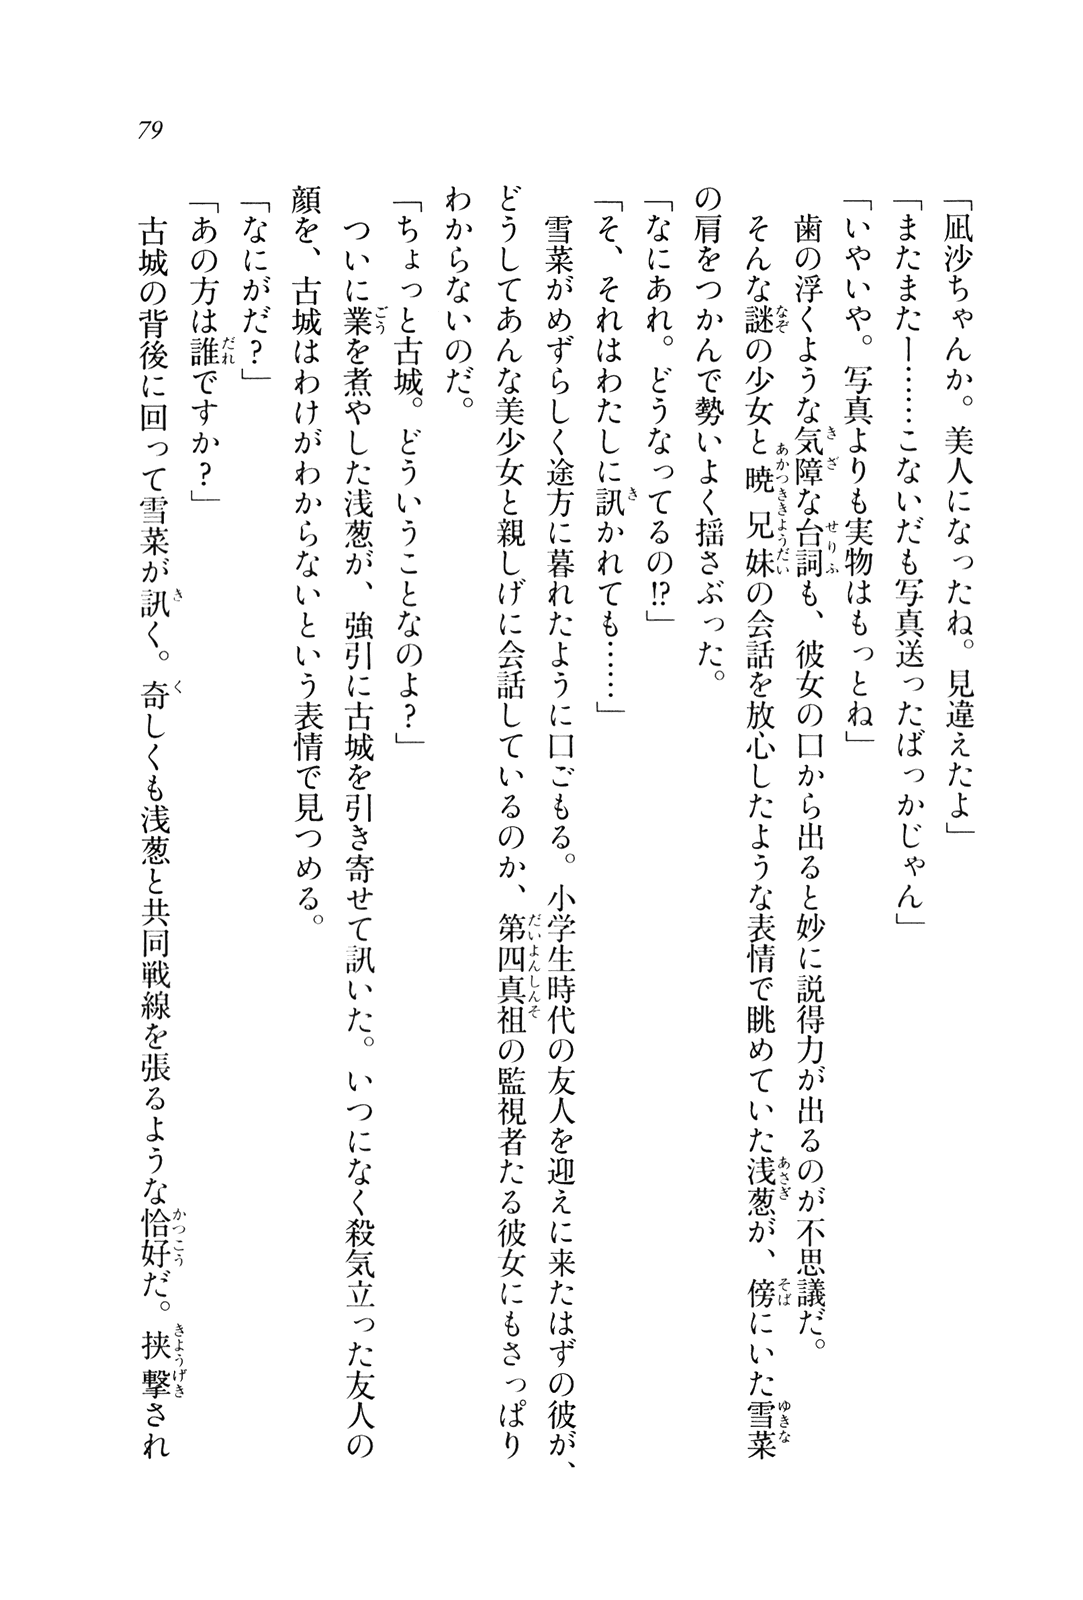 79
「凪沙ちゃんか。美人になったね。見違えたよ」
「またまたー……こないだも写真送ったばっかじゃん」
「いやいや。写真よりも実物はもっとね」
歯の浮くような気障な台詞も、彼女の口から出ると妙に説得力が出るのが不思議だ。
そんな謎の少女と暁兄妹の会話を放心したような表情で眺めていた浅葱が、傍にいた雪菜
の肩をつかんで勢いよく揺さぶった。
「なにあれ。どうなってるの!?」
「そ、それはわたしに訊かれても……」
雪菜がめずらしく途方に暮れたように口ごもる。小学生時代の友人を迎えに来たはずの彼が、
どうしてあんな美少女と親しげに会話しているのか、第四真祖の監視者たる彼女にもさっぱり
わからないのだ。
「ちょっと古城。どういうことなのよ?」
ついに業を煮やした浅葱が、強引に古城を引き寄せて訊いた。いつになく殺気立った友人の
顔を、古城はわけがわからないという表情で見つめる。
「なにがだ?」
「あの方は誰ですか?」
古城の背後に回って雪菜が訊く。奇しくも浅葱と共同戦線を張るような恰好だ。挟撃され